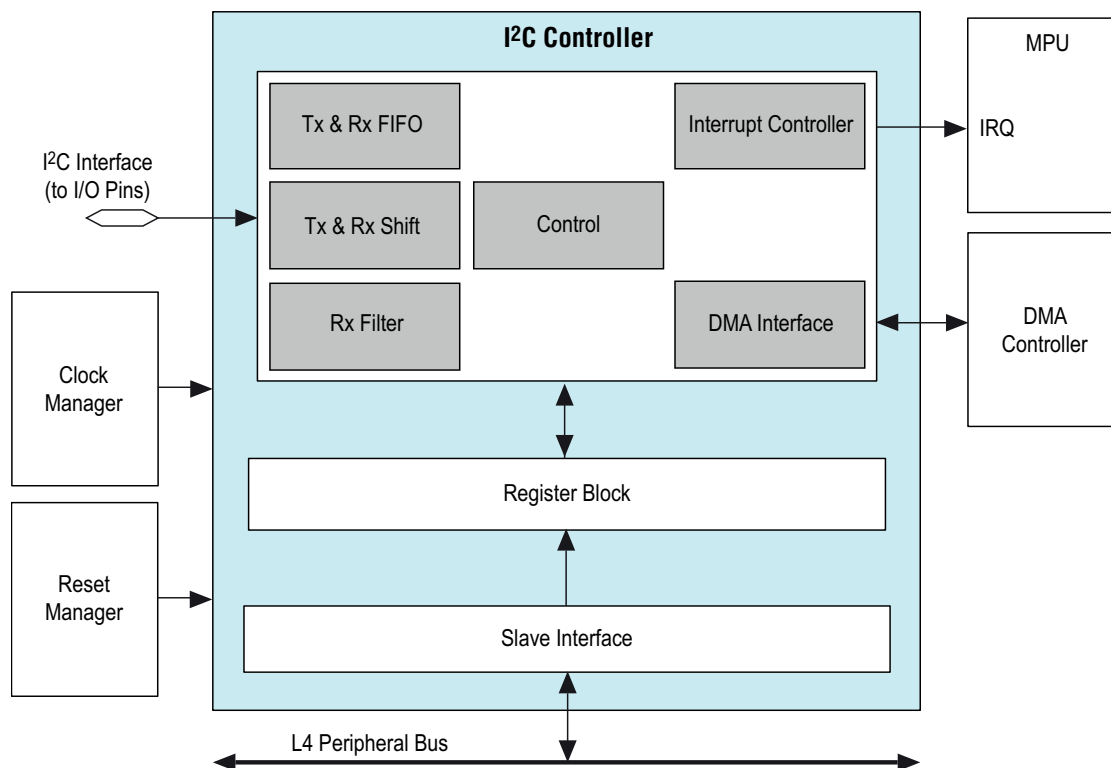 I²C Controller
MPU
Tx & Rx FIFO
Interrupt Controller
IRQ
I²C Interface
(to I/O Pins)
Tx & Rx Shift
Control
Rx Filter
DMA Interface
DMA
Controller
Clock
Manager
Register Block
Reset
Manager
Slave Interface
L4 Peripheral Bus